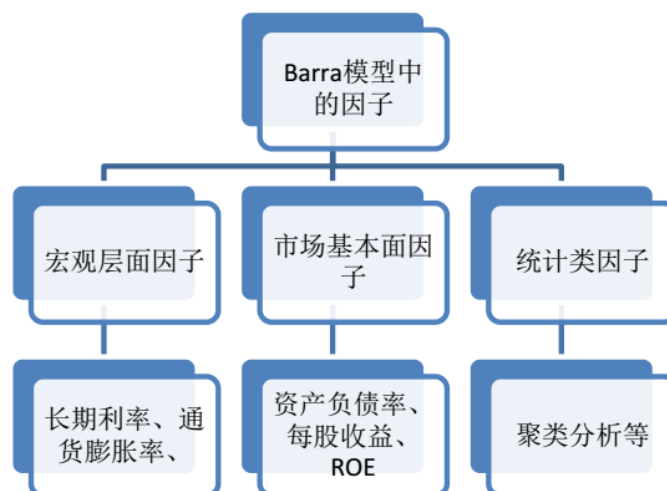 Barra模型中
的因子
宏观层面因子
市场基本面因
子
统计类因子
长期利率、通
货膨胀率、
资产负债率、
每股收益、
ROE
聚类分析等